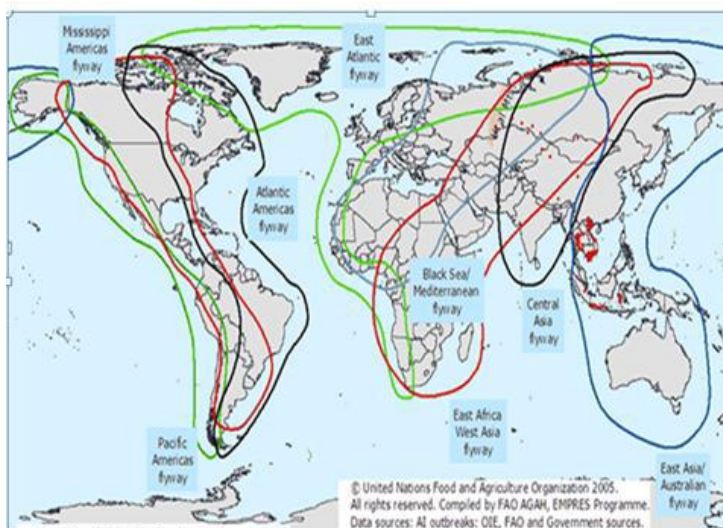 Mississippi
Americas
flyway
East
Atlantic
flyway
Atlantic
Americas
flyway
Black Sea/
Mediterranean
flyway
Central
Asia
flyway
East Africa
West Asia
flyway
Pacific
Americas
flyway
East Asia/
Australian
flyway
© United Nations Food and Agriculture Organization 2005.
All rights reserved. Compiled by FAO AGAH, EMPRES Programme.
Data sources: AI outbreaks: OIE, FAO and Government sources.